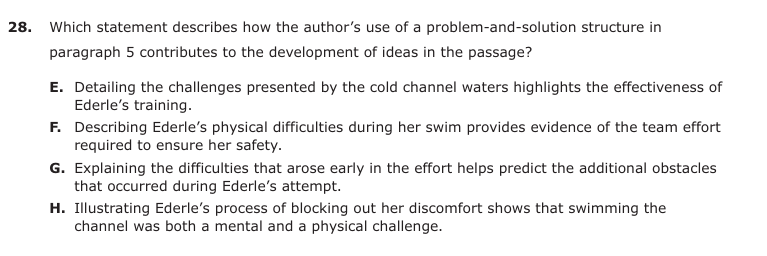 28. Which statement describes how the author’s use of a problem-and-solution structure in
paragraph 5 contributes to the development of ideas in the passage?
E. Detailing the challenges presented by the cold channel waters highlights the effectiveness of
Ederle’s training.
F. Describing Ederle’s physical difficulties during her swim provides evidence of the team effort
required to ensure her safety.
G. Explaining the difficulties that arose early in the effort helps predict the additional obstacles
that occurred during Ederle’s attempt.
H. Illustrating Ederle’s process of blocking out her discomfort shows that swimming the
channel was both a mental and a physical challenge.